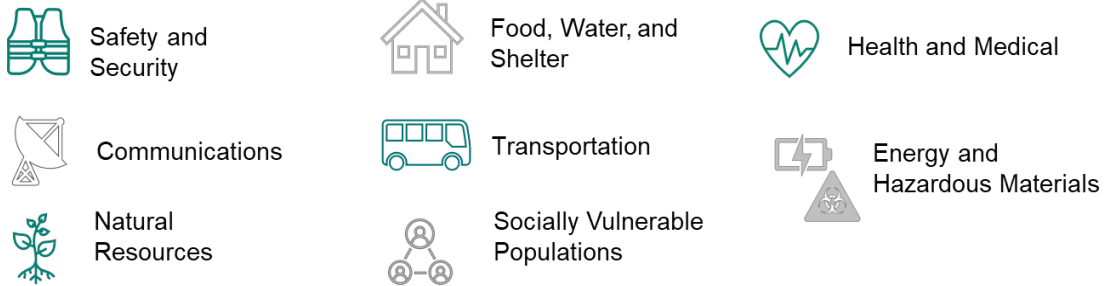 Safety and
Security
Food, Water, and
Shelter
Health and Medical
Communications
Transportation
Energy and
Hazardous Materials
Natural
Resources
Socially Vulnerable
Populations